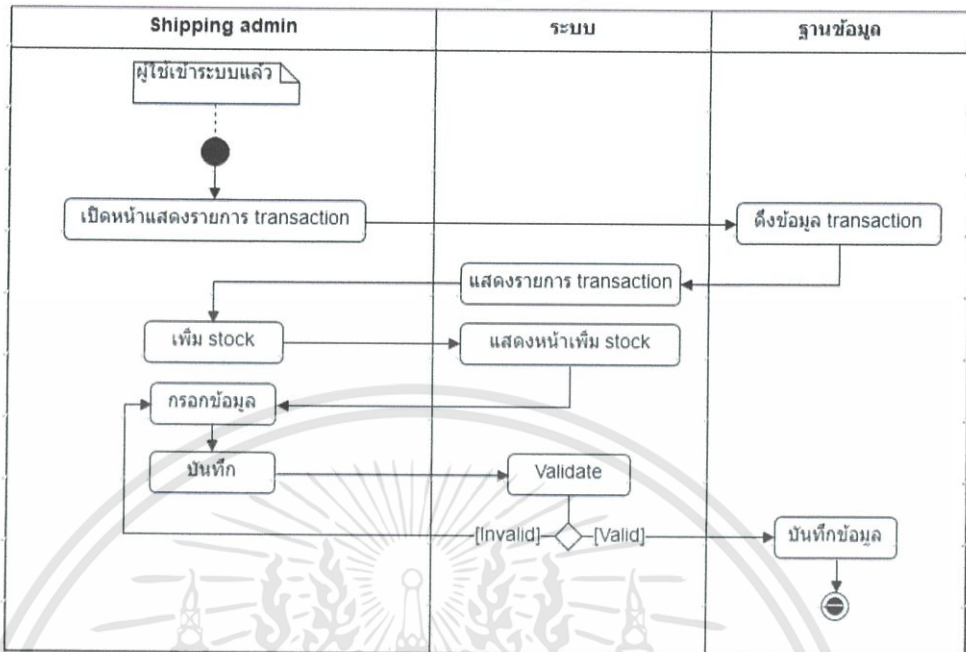 Shipping admin
ระบบ
ฐานข้อมูล
ผู้ใช้เข้าระบบแล้ว
เปิดหน้าแสดงรายการ transaction
ดึงข้อมูล transaction
แสดงรายการ transaction
เพิ่ม stock
แสดงหน้าเพิ่ม stock
กรอกข้อมูล
บันทึก
Validate
[Invalid]
[Valid]
บันทึกข้อมูล